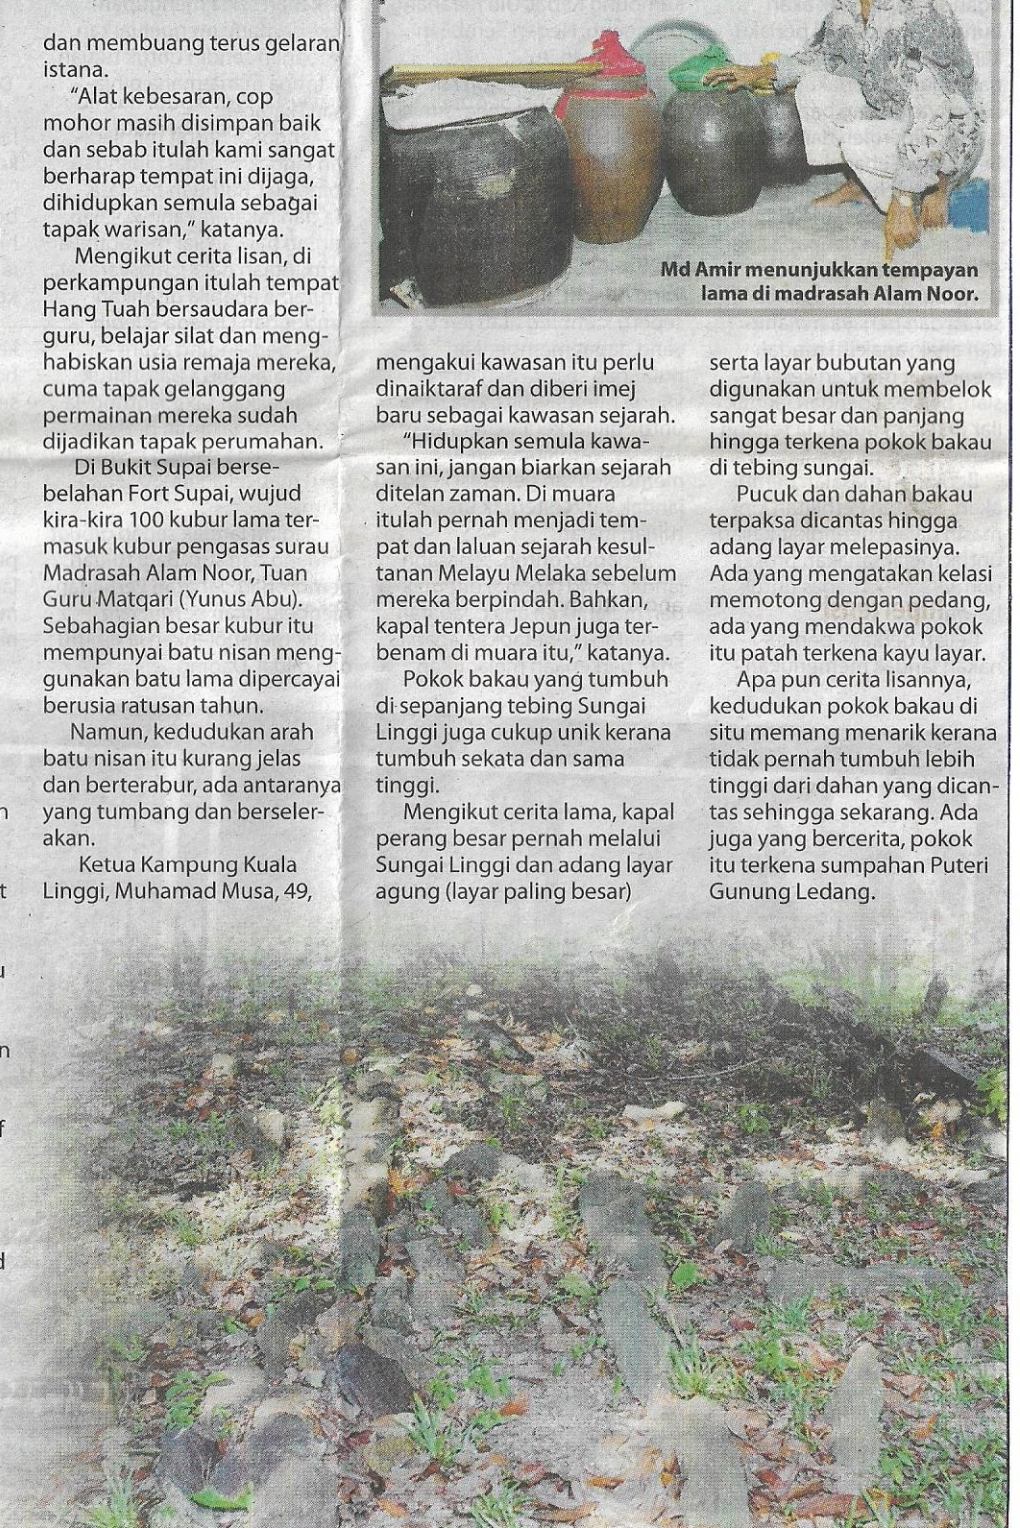 dan membuang terus gelaran
istana.
“Alat kebesaran, cop
mohor masih disimpan baik
dan sebab itulah kami sangat
berharap tempat ini dijaga,
dihidupkan semula sebagai
tapak warisan,” katanya.
Mengikut cerita lisan, di
perkampungan itulah tempat
Hang Tuah bersaudara ber-
guru, belajar silat dan meng-
habiskan usia remaja mereka,
cuma tapak gelanggang
permainan mereka sudah
dijadikan tapak perumahan.
Di Bukit Supai berse-
belahan Fort Supai, wujud
kira-kira 100 kubur lama ter-
masuk kubur pengasas surau
Madrasah Alam Noor, Tuan
Guru Matqari (Yunus Abu).
Sebahagian besar kubur itu
mempunyai batu nisan meng-
gunakan batu lama dipercayai
berusia ratusan tahun.
Namun, kedudukan arah
batu nisan itu kurang jelas
dan berterabur, ada antaranya
yang tumbang dan berseler-
akan.
Ketua Kampung Kuala
Linggi, Muhamad Musa, 49,
Md Amir menunjukkan tempayan
lama di madrasah Alam Noor.
mengakui kawasan itu perlu
dinaiktaraf dan diberi imej
baru sebagai kawasan sejarah.
“Hidupkan semula kawa-
san ini, jangan biarkan sejarah
ditelan zaman. Di muara
itulah pernah menjadi tem-
pat dan laluan sejarah kesul-
tanan Melayu Melaka sebelum
mereka berpindah. Bahkan,
kapal tentera Jepun juga ter-
benam di muara itu,” katanya.
Pokok bakau yang tumbuh
di sepanjang tebing Sungai
Linggi juga cukup unik kerana
tumbuh sekata dan sama
tinggi.
Mengikut cerita lama, kapal
perang besar pernah melalui
Sungai Linggi dan adang layar
agung (layar paling besar)
serta layar bubutan yang
digunakan untuk membelok
sangat besar dan panjang
hingga terkena pokok bakau
di tebing sungai.
Pucuk dan dahan bakau
terpaksa dicantas hingga
adang layar melepasinya.
Ada yang mengatakan kelasi
memotong dengan pedang,
ada yang mendakwa pokok
itu patah terkena kayu layar.
Apa pun cerita lisannya,
kedudukan pokok bakau di
situ memang menarik kerana
tidak pernah tumbuh lebih
tinggi dari dahan yang dican-
tas sehingga sekarang. Ada
juga yang bercerita, pokok
itu terkena sumpahan Puteri
Gunung Ledang.